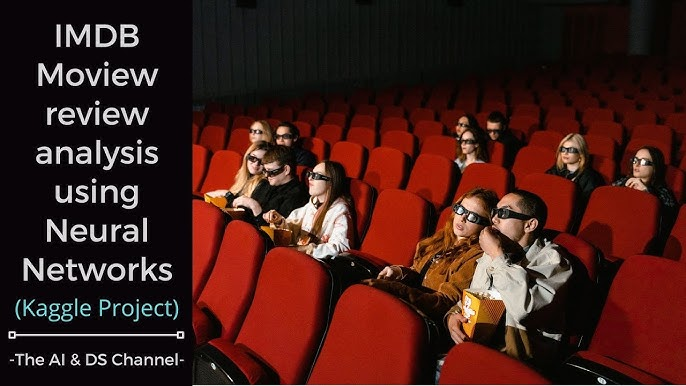 IMDB
Moview
review
analysis
using
Neural
Networks
(Kaggle Project)
-The AI & DS Channel-